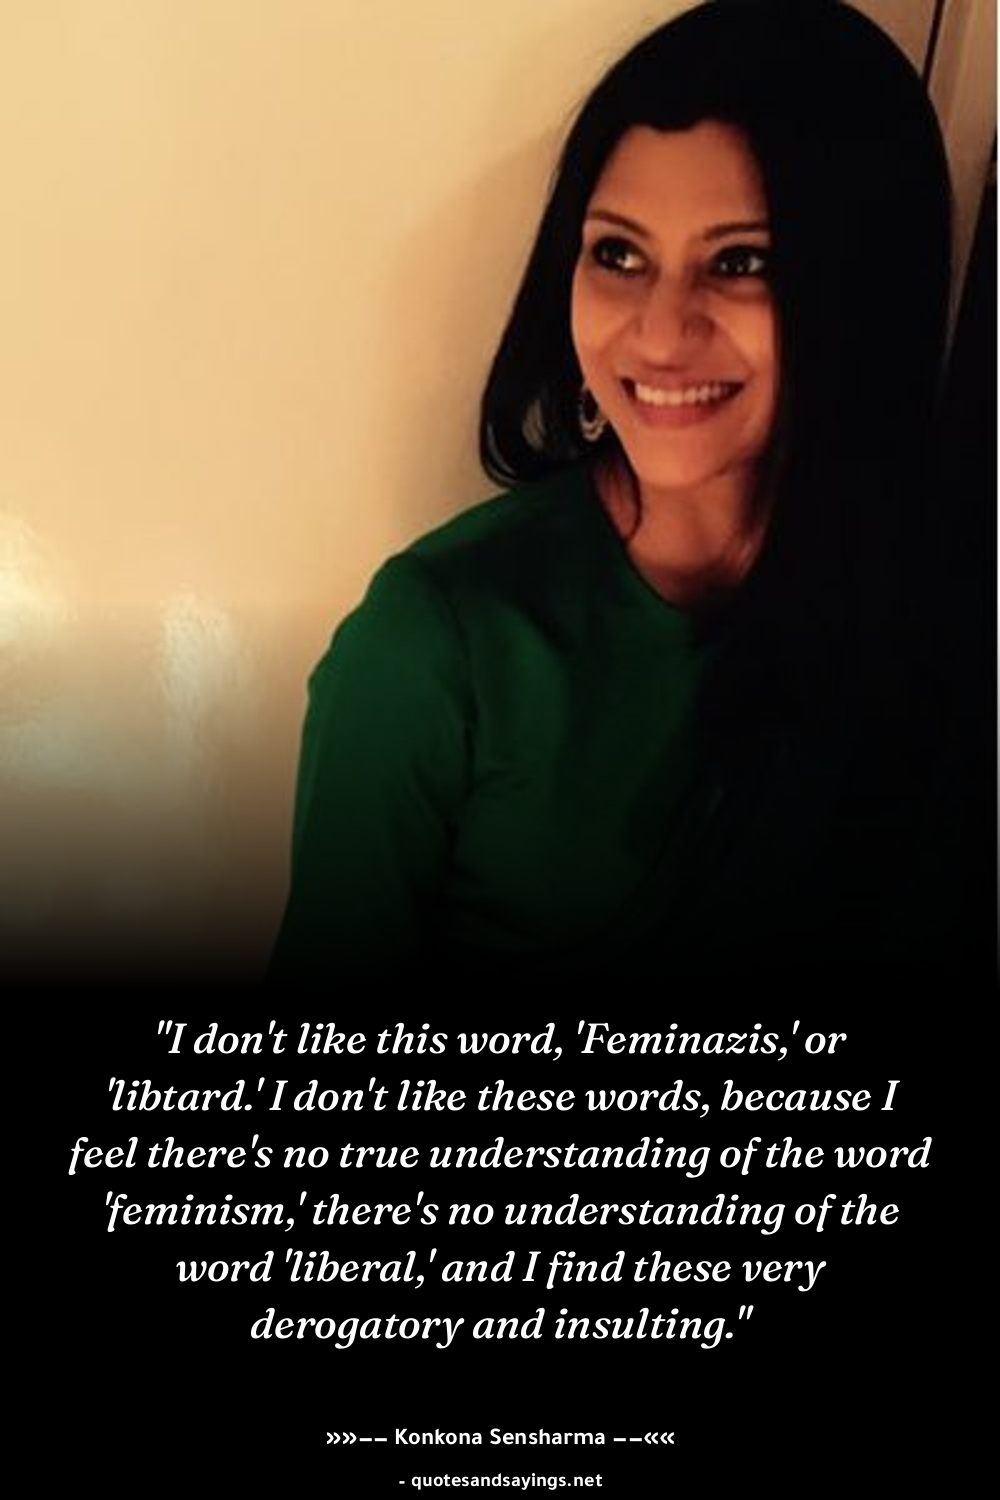 "I don't like this word, 'Feminazis,' or
'libtard.' I don't like these words, because I
feel there's no true understanding of the word
'feminism,' there's no understanding of the
word 'liberal,' and I find these very
derogatory and insulting."
»»−− Konkona Sensharma −−««
- quotesandsayings.net